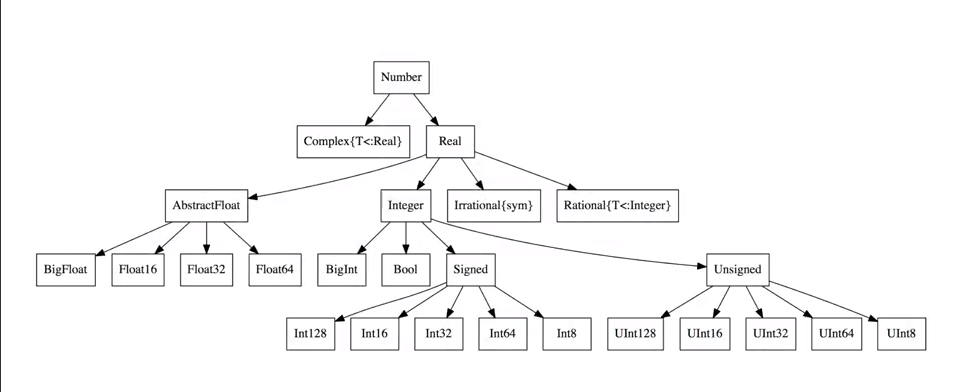 Number
Complex{T<:Real}
Real
AbstractFloat
Integer
Irrational{sym}
Rational{T<:Integer}
BigFloat
Float16
Float32
Float64
BigInt
Bool
Signed
Unsigned
Int128
Int16
Int32
Int64
Int8
UInt128
UInt16
UInt32
UInt64
UInt8